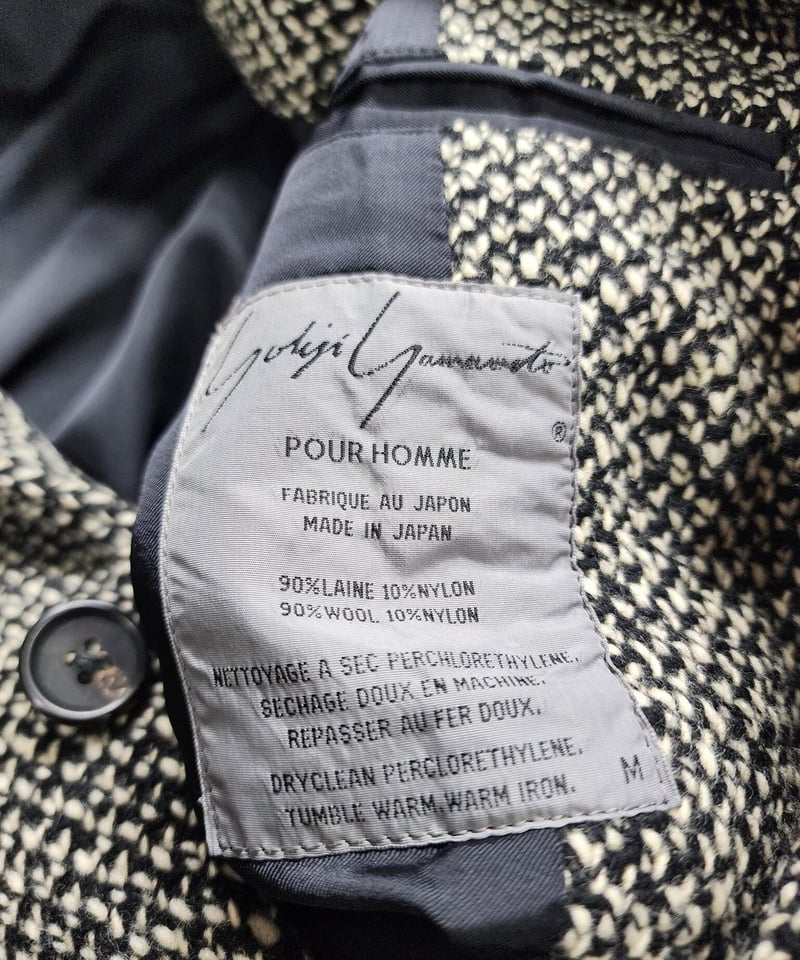 Yohji Yamamoto
®
POUR HOMME
FABRIQUE AU JAPON
MADE IN JAPAN
90%LAINE 10%NYLON
90%WOOL 10%NYLON
NETTOYAGE A SEC PERCHLORETHYLENE.
SECHAGE DOUX EN MACHINE.
REPASSER AU FER DOUX.
DRYCLEAN PERCLORETHYLENE.
TUMBLE WARM.WARM IRON.
M